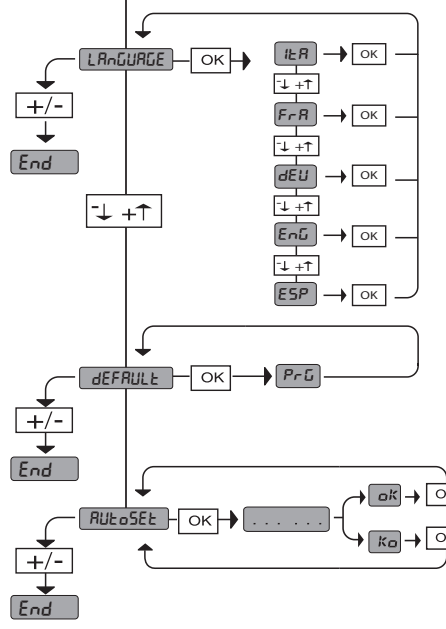 LAnGUAGE OK ItA OK
-↓ +↑
+/- FrA OK
-↓ +↑
End dEU OK
-↓ +↑
-↓ +↑
EnG OK
-↓ +↑
ESP OK
dEFAULt OK PrG
+/-
End
oK
AUtoSEt OK . . . . . .
Ko
+/-
End